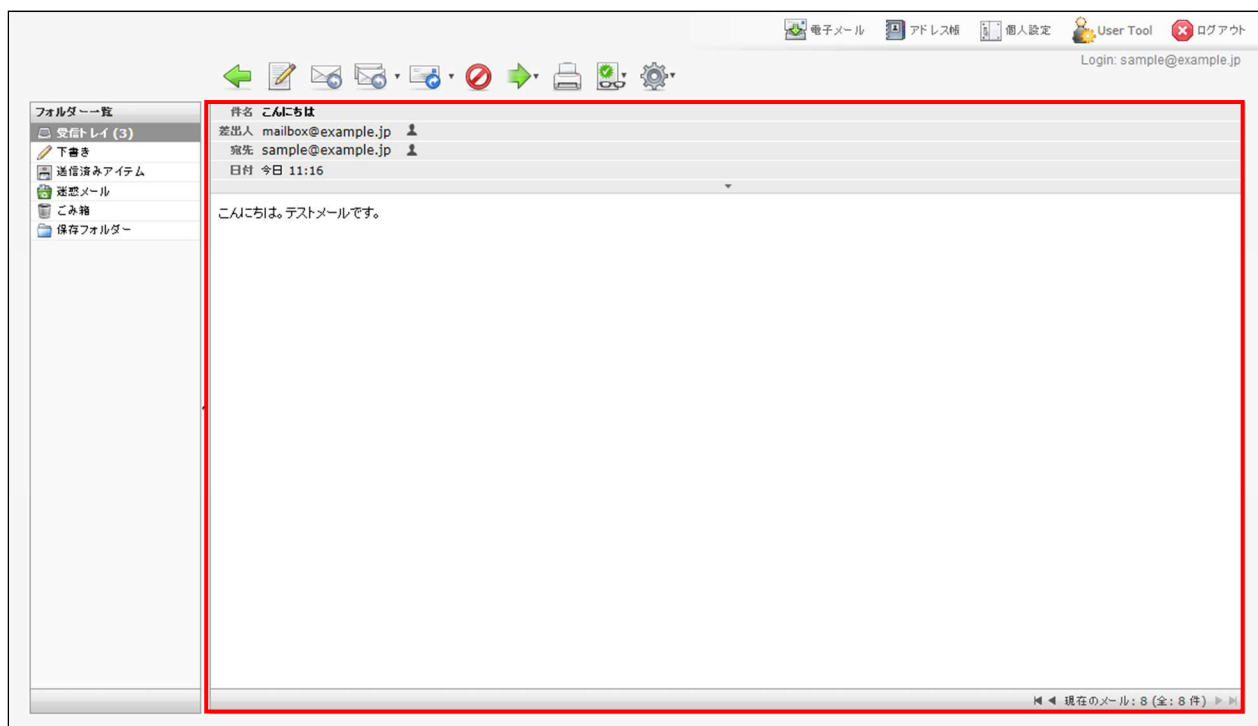 電子メール アドレス帳 個人設定 User Tool ログアウト
Login: sample@example.jp
フォルダー一覧
受信トレイ (3)
下書き
送信済みアイテム
迷惑メール
ごみ箱
保存フォルダー
件名 こんにちは
差出人 mailbox@example.jp
宛先 sample@example.jp
日付 今日 11:16
こんにちは。テストメールです。
現在のメール: 8 (全: 8 件)